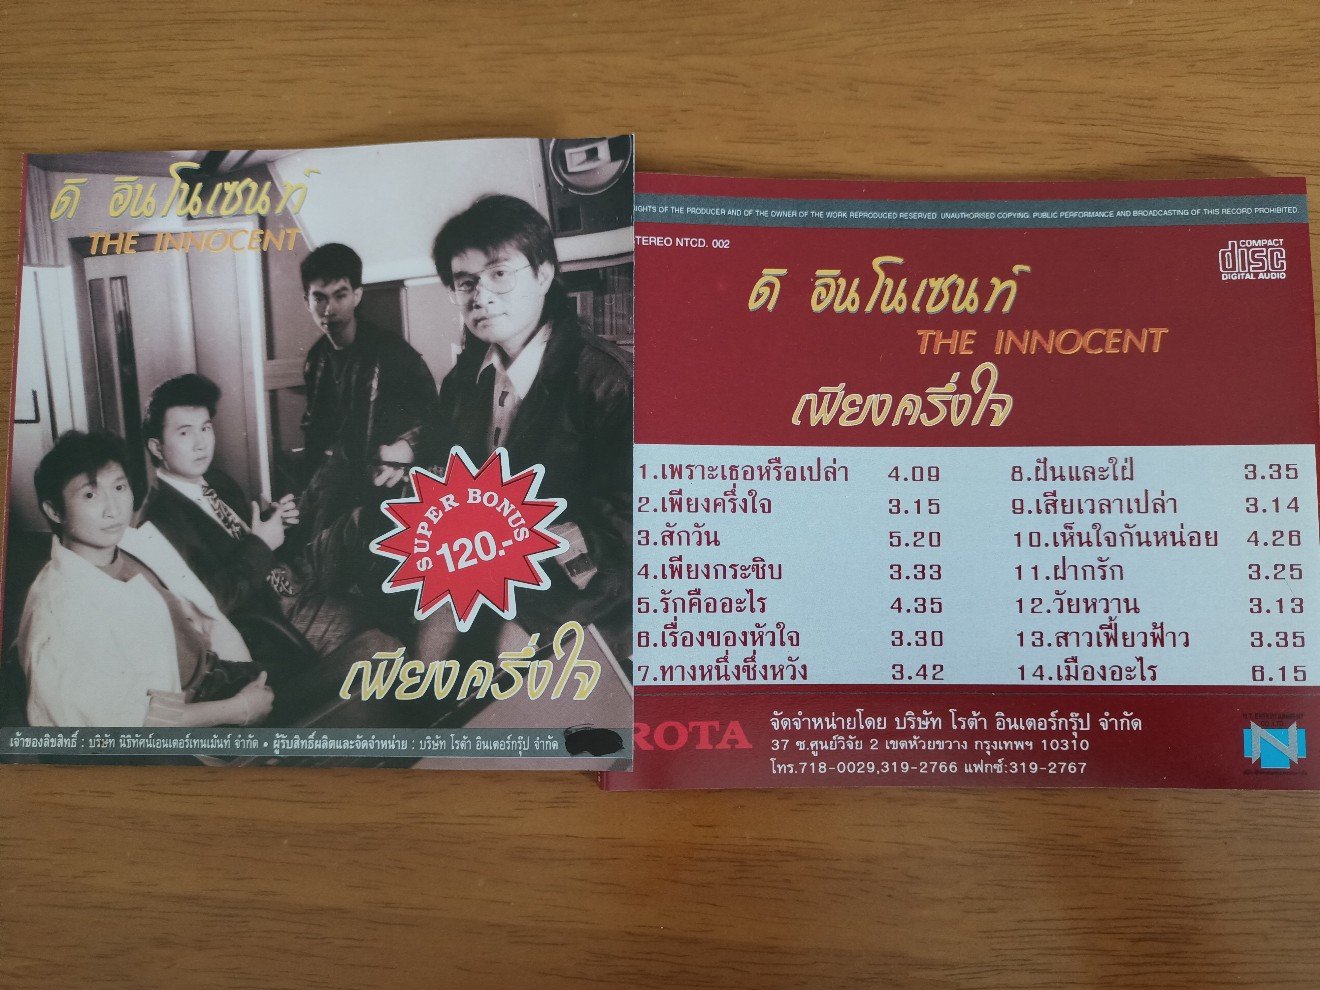 ดิ อินโนเซนท์
THE INNOCENT
SUPER BONUS
120.-
เพียงครึ่งใจ
เจ้าของลิขสิทธิ์ : บริษัท นิธิทัศน์เอนเตอร์เทนเม้นท์ จำกัด • ผู้รับสิทธิ์ผลิตและจัดจำหน่าย : บริษัท โรต้า อินเตอร์กรุ๊ป จำกัด
RIGHTS OF THE PRODUCER AND OF THE OWNER OF THE WORK REPRODUCED RESERVED. UNAUTHORISED COPYING. PUBLIC PERFORMANCE AND BROADCASTING OF THIS RECORD PROHIBITED.
TEREO NTCD. 002
COMPACT
disc
DIGITAL AUDIO
ดิ อินโนเซนท์
THE INNOCENT
เพียงครึ่งใจ
1.เพราะเธอหรือเปล่า 4.09
2.เพียงครึ่งใจ 3.15
3.สักวัน 5.20
4.เพียงกระซิบ 3.33
5.รักคืออะไร 4.35
6.เรื่องของหัวใจ 3.30
7.ทางหนึ่งซึ่งหวัง 3.42
8.ฝันและใฝ่ 3.35
9.เสียเวลาเปล่า 3.14
10.เห็นใจกันหน่อย 4.26
11.ฝากรัก 3.25
12.วัยหวาน 3.13
13.สาวเฟี้ยวฟ้าว 3.35
14.เมืองอะไร 6.15
ROTA
จัดจำหน่ายโดย บริษัท โรต้า อินเตอร์กรุ๊ป จำกัด
37 ซ.ศูนย์วิจัย 2 เขตห้วยขวาง กรุงเทพฯ 10310
โทร.718-0029,319-2766 แฟกซ์:319-2767
N.T. ENTERTAINMENT
CO.,LTD.
N